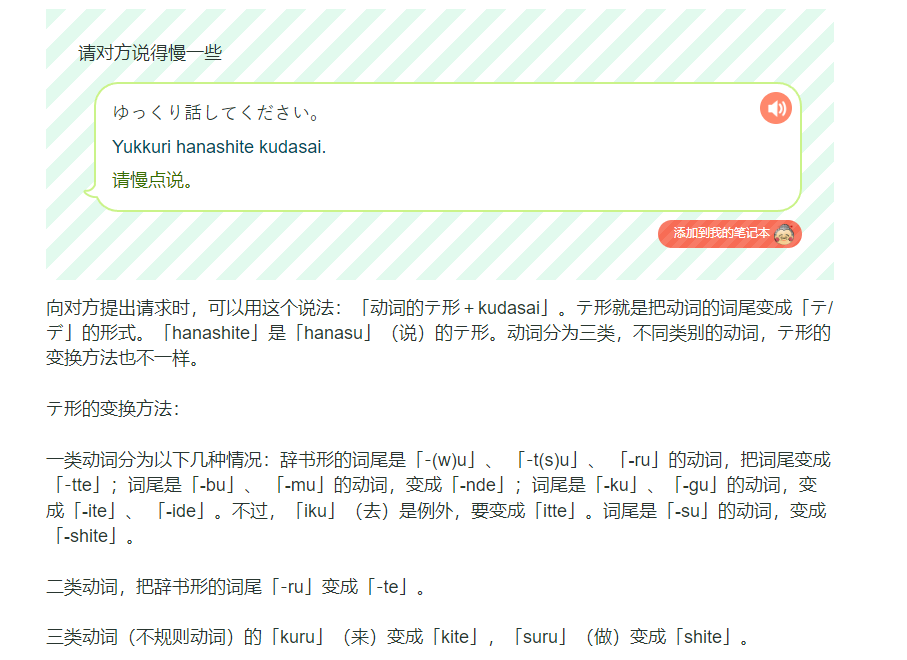 请对方说得慢一些
ゆっくり話してください。
Yukkuri hanashite kudasai.
请慢点说。
添加到我的笔记本
向对方提出请求时，可以用这个说法：「动词的テ形＋kudasai」。テ形就是把动词的词尾变成「テ/
デ」的形式。「hanashite」是「hanasu」（说）的テ形。动词分为三类，不同类别的动词，テ形的
变换方法也不一样。
テ形的变换方法：
一类动词分为以下几种情况：辞书形的词尾是「-(w)u」、 「-t(s)u」、 「-ru」的动词，把词尾变成
「-tte」；词尾是「-bu」、 「-mu」的动词，变成「-nde」；词尾是「-ku」、「-gu」的动词，变
成「-ite」、 「-ide」。不过，「iku」（去）是例外，要变成「itte」。词尾是「-su」的动词，变成
「-shite」。
二类动词，把辞书形的词尾「-ru」变成「-te」。
三类动词（不规则动词）的「kuru」（来）变成「kite」，「suru」（做）变成「shite」。